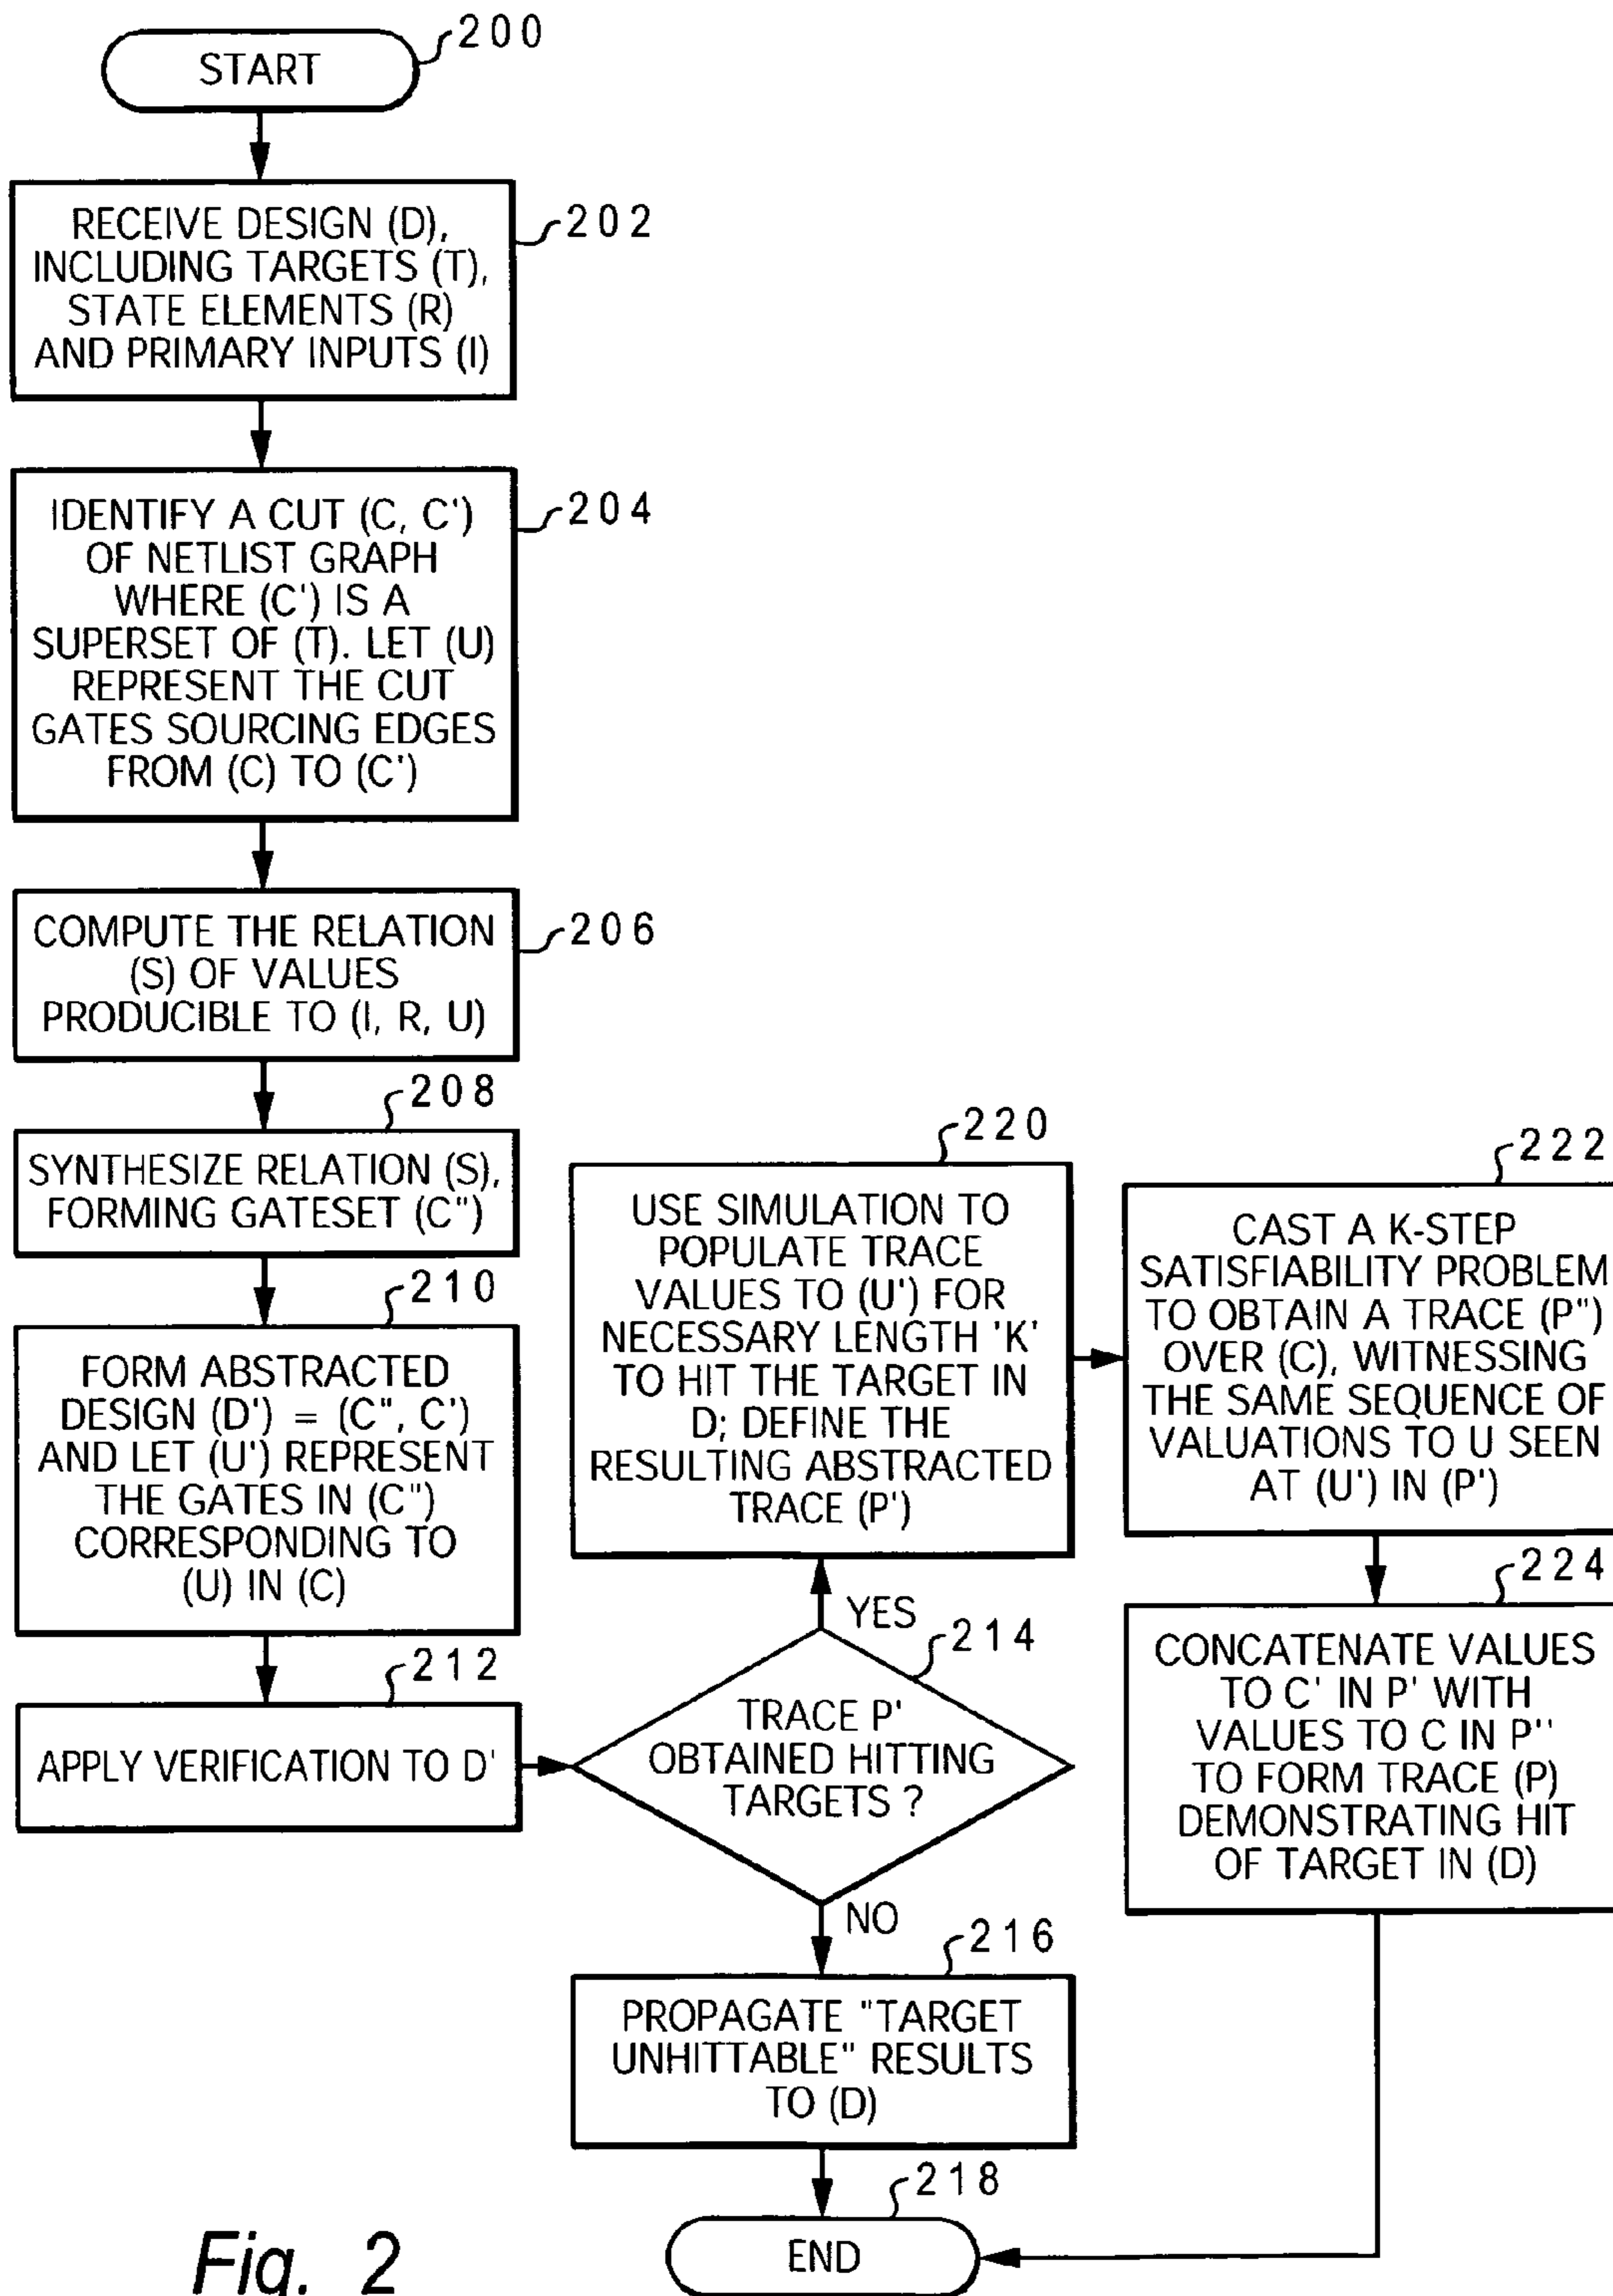 200
START
202
RECEIVE DESIGN (D),
INCLUDING TARGETS (T),
STATE ELEMENTS (R)
AND PRIMARY INPUTS (I)
204
IDENTIFY A CUT (C, C')
OF NETLIST GRAPH
WHERE (C') IS A
SUPERSET OF (T). LET (U)
REPRESENT THE CUT
GATES SOURCING EDGES
FROM (C) TO (C')
206
COMPUTE THE RELATION
(S) OF VALUES
PRODUCIBLE TO (I, R, U)
208
SYNTHESIZE RELATION (S),
FORMING GATESET (C")
210
FORM ABSTRACTED
DESIGN (D') = (C", C')
AND LET (U') REPRESENT
THE GATES IN (C")
CORRESPONDING TO
(U) IN (C)
212
APPLY VERIFICATION TO D'
214
TRACE P'
OBTAINED HITTING
TARGETS ?
YES
NO
220
USE SIMULATION TO
POPULATE TRACE
VALUES TO (U') FOR
NECESSARY LENGTH 'K'
TO HIT THE TARGET IN
D; DEFINE THE
RESULTING ABSTRACTED
TRACE (P')
222
CAST A K-STEP
SATISFIABILITY PROBLEM
TO OBTAIN A TRACE (P")
OVER (C), WITNESSING
THE SAME SEQUENCE OF
VALUATIONS TO U SEEN
AT (U') IN (P')
224
CONCATENATE VALUES
TO C' IN P' WITH
VALUES TO C IN P''
TO FORM TRACE (P)
DEMONSTRATING HIT
OF TARGET IN (D)
216
PROPAGATE "TARGET
UNHITTABLE" RESULTS
TO (D)
218
END
Fig. 2